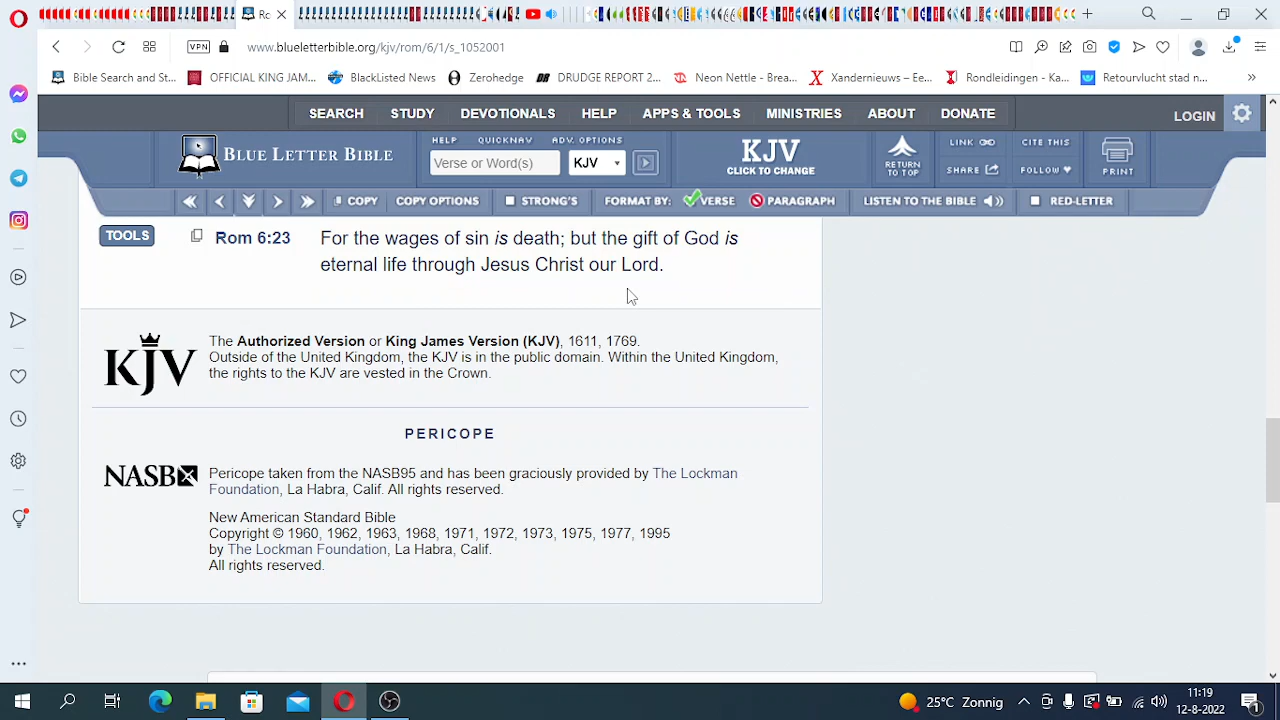 Ro
VPN
www.blueletterbible.org/kjv/rom/6/1/s_1052001
Bible Search and St...
OFFICIAL KING JAM...
BlackListed News
Zerohedge
DRUDGE REPORT 2...
Neon Nettle - Brea...
Xandernieuws – Ee...
Rondleidingen - Ka...
Retourvlucht stad n...
SEARCH STUDY DEVOTIONALS HELP APPS & TOOLS MINISTRIES ABOUT DONATE
LOGIN
BLUE LETTER BIBLE
HELP QUICKNAV ADV. OPTIONS
Verse or Word(s) KJV
KJV
CLICK TO CHANGE
RETURN
TO TOP
LINK
SHARE
CITE THIS
FOLLOW
PRINT
COPY COPY OPTIONS STRONG'S FORMAT BY: VERSE PARAGRAPH LISTEN TO THE BIBLE RED-LETTER
TOOLS
Rom 6:23
For the wages of sin is death; but the gift of God is
eternal life through Jesus Christ our Lord.
KJV
The Authorized Version or King James Version (KJV), 1611, 1769.
Outside of the United Kingdom, the KJV is in the public domain. Within the United Kingdom,
the rights to the KJV are vested in the Crown.
PERICOPE
NASB
Pericope taken from the NASB95 and has been graciously provided by The Lockman
Foundation, La Habra, Calif. All rights reserved.
New American Standard Bible
Copyright © 1960, 1962, 1963, 1968, 1971, 1972, 1973, 1975, 1977, 1995
by The Lockman Foundation, La Habra, Calif.
All rights reserved.
25°C Zonnig
11:19
12-8-2022
1